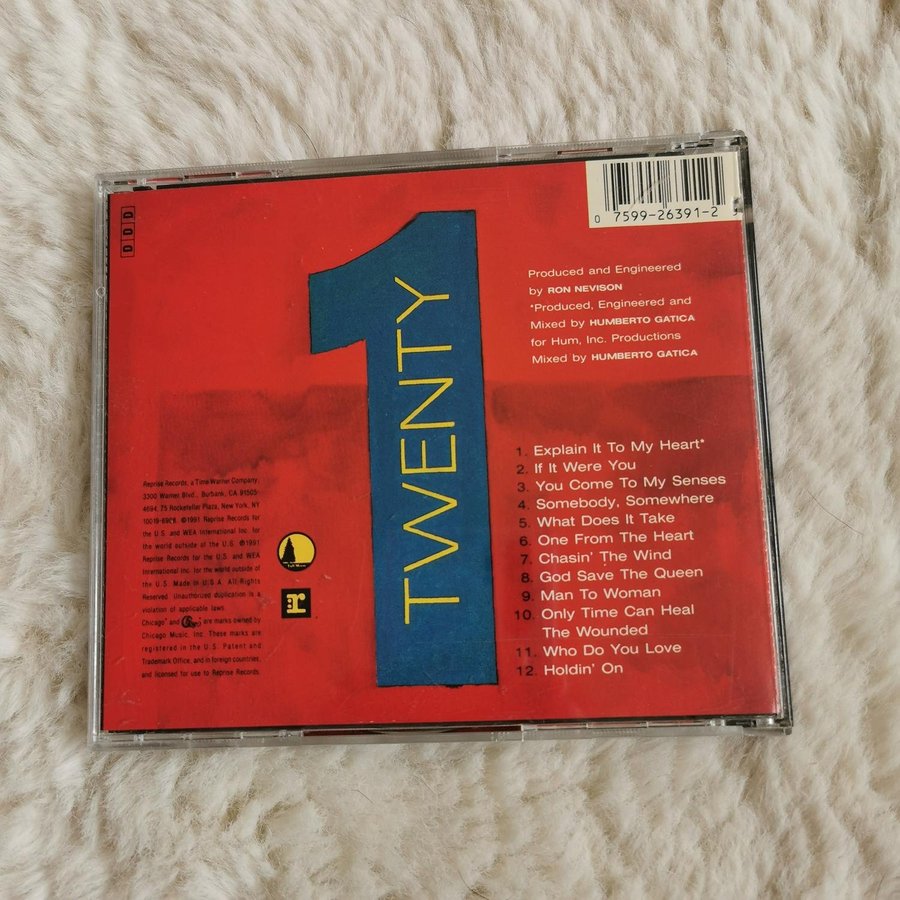 DDD
0 7599-26391-2
Produced and Engineered
by RON NEVISON
*Produced, Engineered and
Mixed by HUMBERTO GATICA
for Hum, Inc. Productions
Mixed by HUMBERTO GATICA
TWENTY
1
1. Explain It To My Heart*
2. If It Were You
3. You Come To My Senses
4. Somebody, Somewhere
5. What Does It Take
6. One From The Heart
7. Chasin' The Wind
8. God Save The Queen
9. Man To Woman
10. Only Time Can Heal
The Wounded
11. Who Do You Love
12. Holdin' On
Reprise Records, a Time Warner Company,
3300 Warner Blvd., Burbank, CA 91505-
4694, 75 Rockefeller Plaza, New York, NY
10019-6908. ©1991 Reprise Records for
the U.S. and WEA International Inc. for
the world outside of the U.S. ℗1991
Reprise Records for the U.S. and WEA
International Inc. for the world outside of
the U.S. Made in U.S.A. All Rights
Reserved. Unauthorized duplication is a
violation of applicable laws.
Chicago® and Chicago are marks owned by
Chicago Music, Inc. These marks are
registered in the U.S. Patent and
Trademark Office, and in foreign countries,
and licensed for use to Reprise Records.
Full Moon
:r